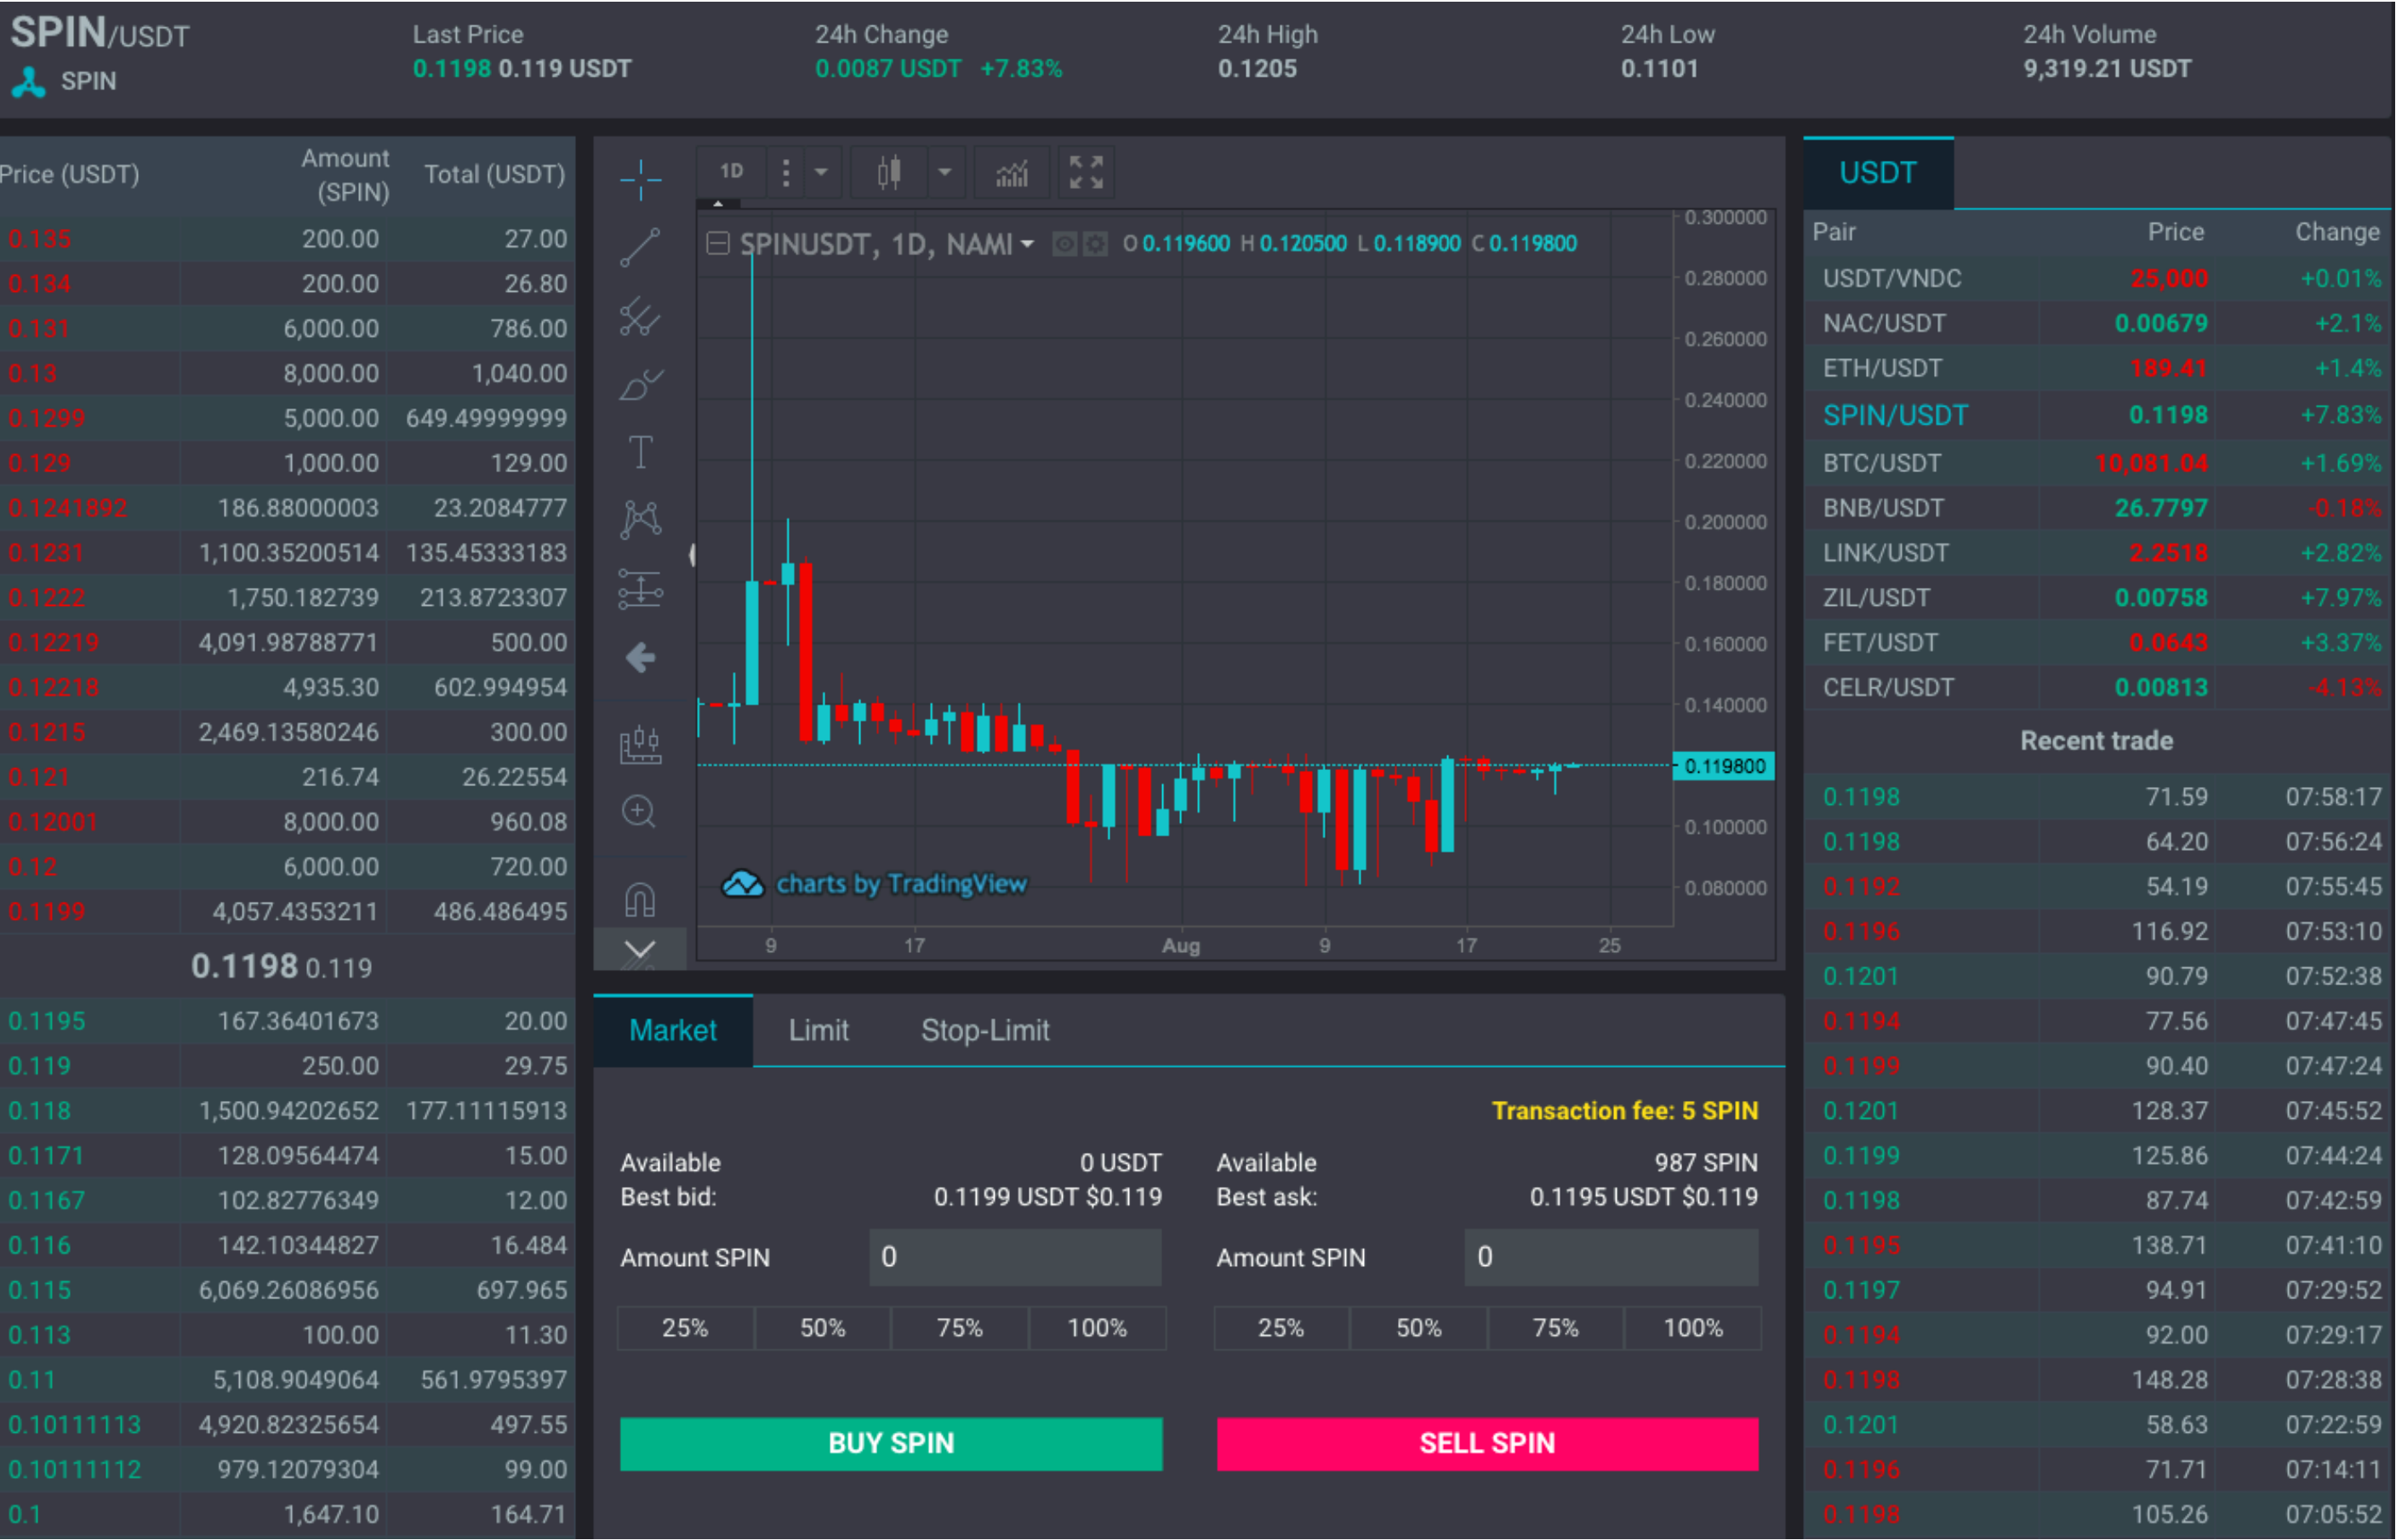 SPIN/USDT
SPIN
Last Price
0.1198 0.119 USDT
24h Change
0.0087 USDT +7.83%
24h High
0.1205
24h Low
0.1101
24h Volume
9,319.21 USDT
Price (USDT) Amount (SPIN) Total (USDT)
0.135 200.00 27.00
0.134 200.00 26.80
0.131 6,000.00 786.00
0.13 8,000.00 1,040.00
0.1299 5,000.00 649.49999999
0.129 1,000.00 129.00
0.1241892 186.88000003 23.2084777
0.1231 1,100.35200514 135.45333183
0.1222 1,750.182739 213.8723307
0.12219 4,091.98788771 500.00
0.12218 4,935.30 602.994954
0.1215 2,469.13580246 300.00
0.121 216.74 26.22554
0.12001 8,000.00 960.08
0.12 6,000.00 720.00
0.1199 4,057.4353211 486.486495
0.1198 0.119
0.1195 167.36401673 20.00
0.119 250.00 29.75
0.118 1,500.94202652 177.11115913
0.1171 128.09564474 15.00
0.1167 102.82776349 12.00
0.116 142.10344827 16.484
0.115 6,069.26086956 697.965
0.113 100.00 11.30
0.11 5,108.9049064 561.9795397
0.10111113 4,920.82325654 497.55
0.10111112 979.12079304 99.00
0.1 1,647.10 164.71
1D
SPINUSDT, 1D, NAMI O 0.119600 H 0.120500 L 0.118900 C 0.119800
0.300000
0.280000
0.260000
0.240000
0.220000
0.200000
0.180000
0.160000
0.140000
0.119800
0.100000
0.080000
charts by TradingView
9 17 Aug 9 17 25
Market Limit Stop-Limit
Transaction fee: 5 SPIN
Available 0 USDT
Best bid: 0.1199 USDT $0.119
Amount SPIN 0
25% 50% 75% 100%
BUY SPIN
Available 987 SPIN
Best ask: 0.1195 USDT $0.119
Amount SPIN 0
25% 50% 75% 100%
SELL SPIN
USDT
Pair Price Change
USDT/VNDC 25,000 +0.01%
NAC/USDT 0.00679 +2.1%
ETH/USDT 189.41 +1.4%
SPIN/USDT 0.1198 +7.83%
BTC/USDT 10,081.04 +1.69%
BNB/USDT 26.7797 -0.18%
LINK/USDT 2.2518 +2.82%
ZIL/USDT 0.00758 +7.97%
FET/USDT 0.0643 +3.37%
CELR/USDT 0.00813 -4.13%
Recent trade
0.1198 71.59 07:58:17
0.1198 64.20 07:56:24
0.1192 54.19 07:55:45
0.1196 116.92 07:53:10
0.1201 90.79 07:52:38
0.1194 77.56 07:47:45
0.1199 90.40 07:47:24
0.1201 128.37 07:45:52
0.1199 125.86 07:44:24
0.1198 87.74 07:42:59
0.1195 138.71 07:41:10
0.1197 94.91 07:29:52
0.1194 92.00 07:29:17
0.1198 148.28 07:28:38
0.1201 58.63 07:22:59
0.1196 71.71 07:14:11
0.1198 105.26 07:05:52